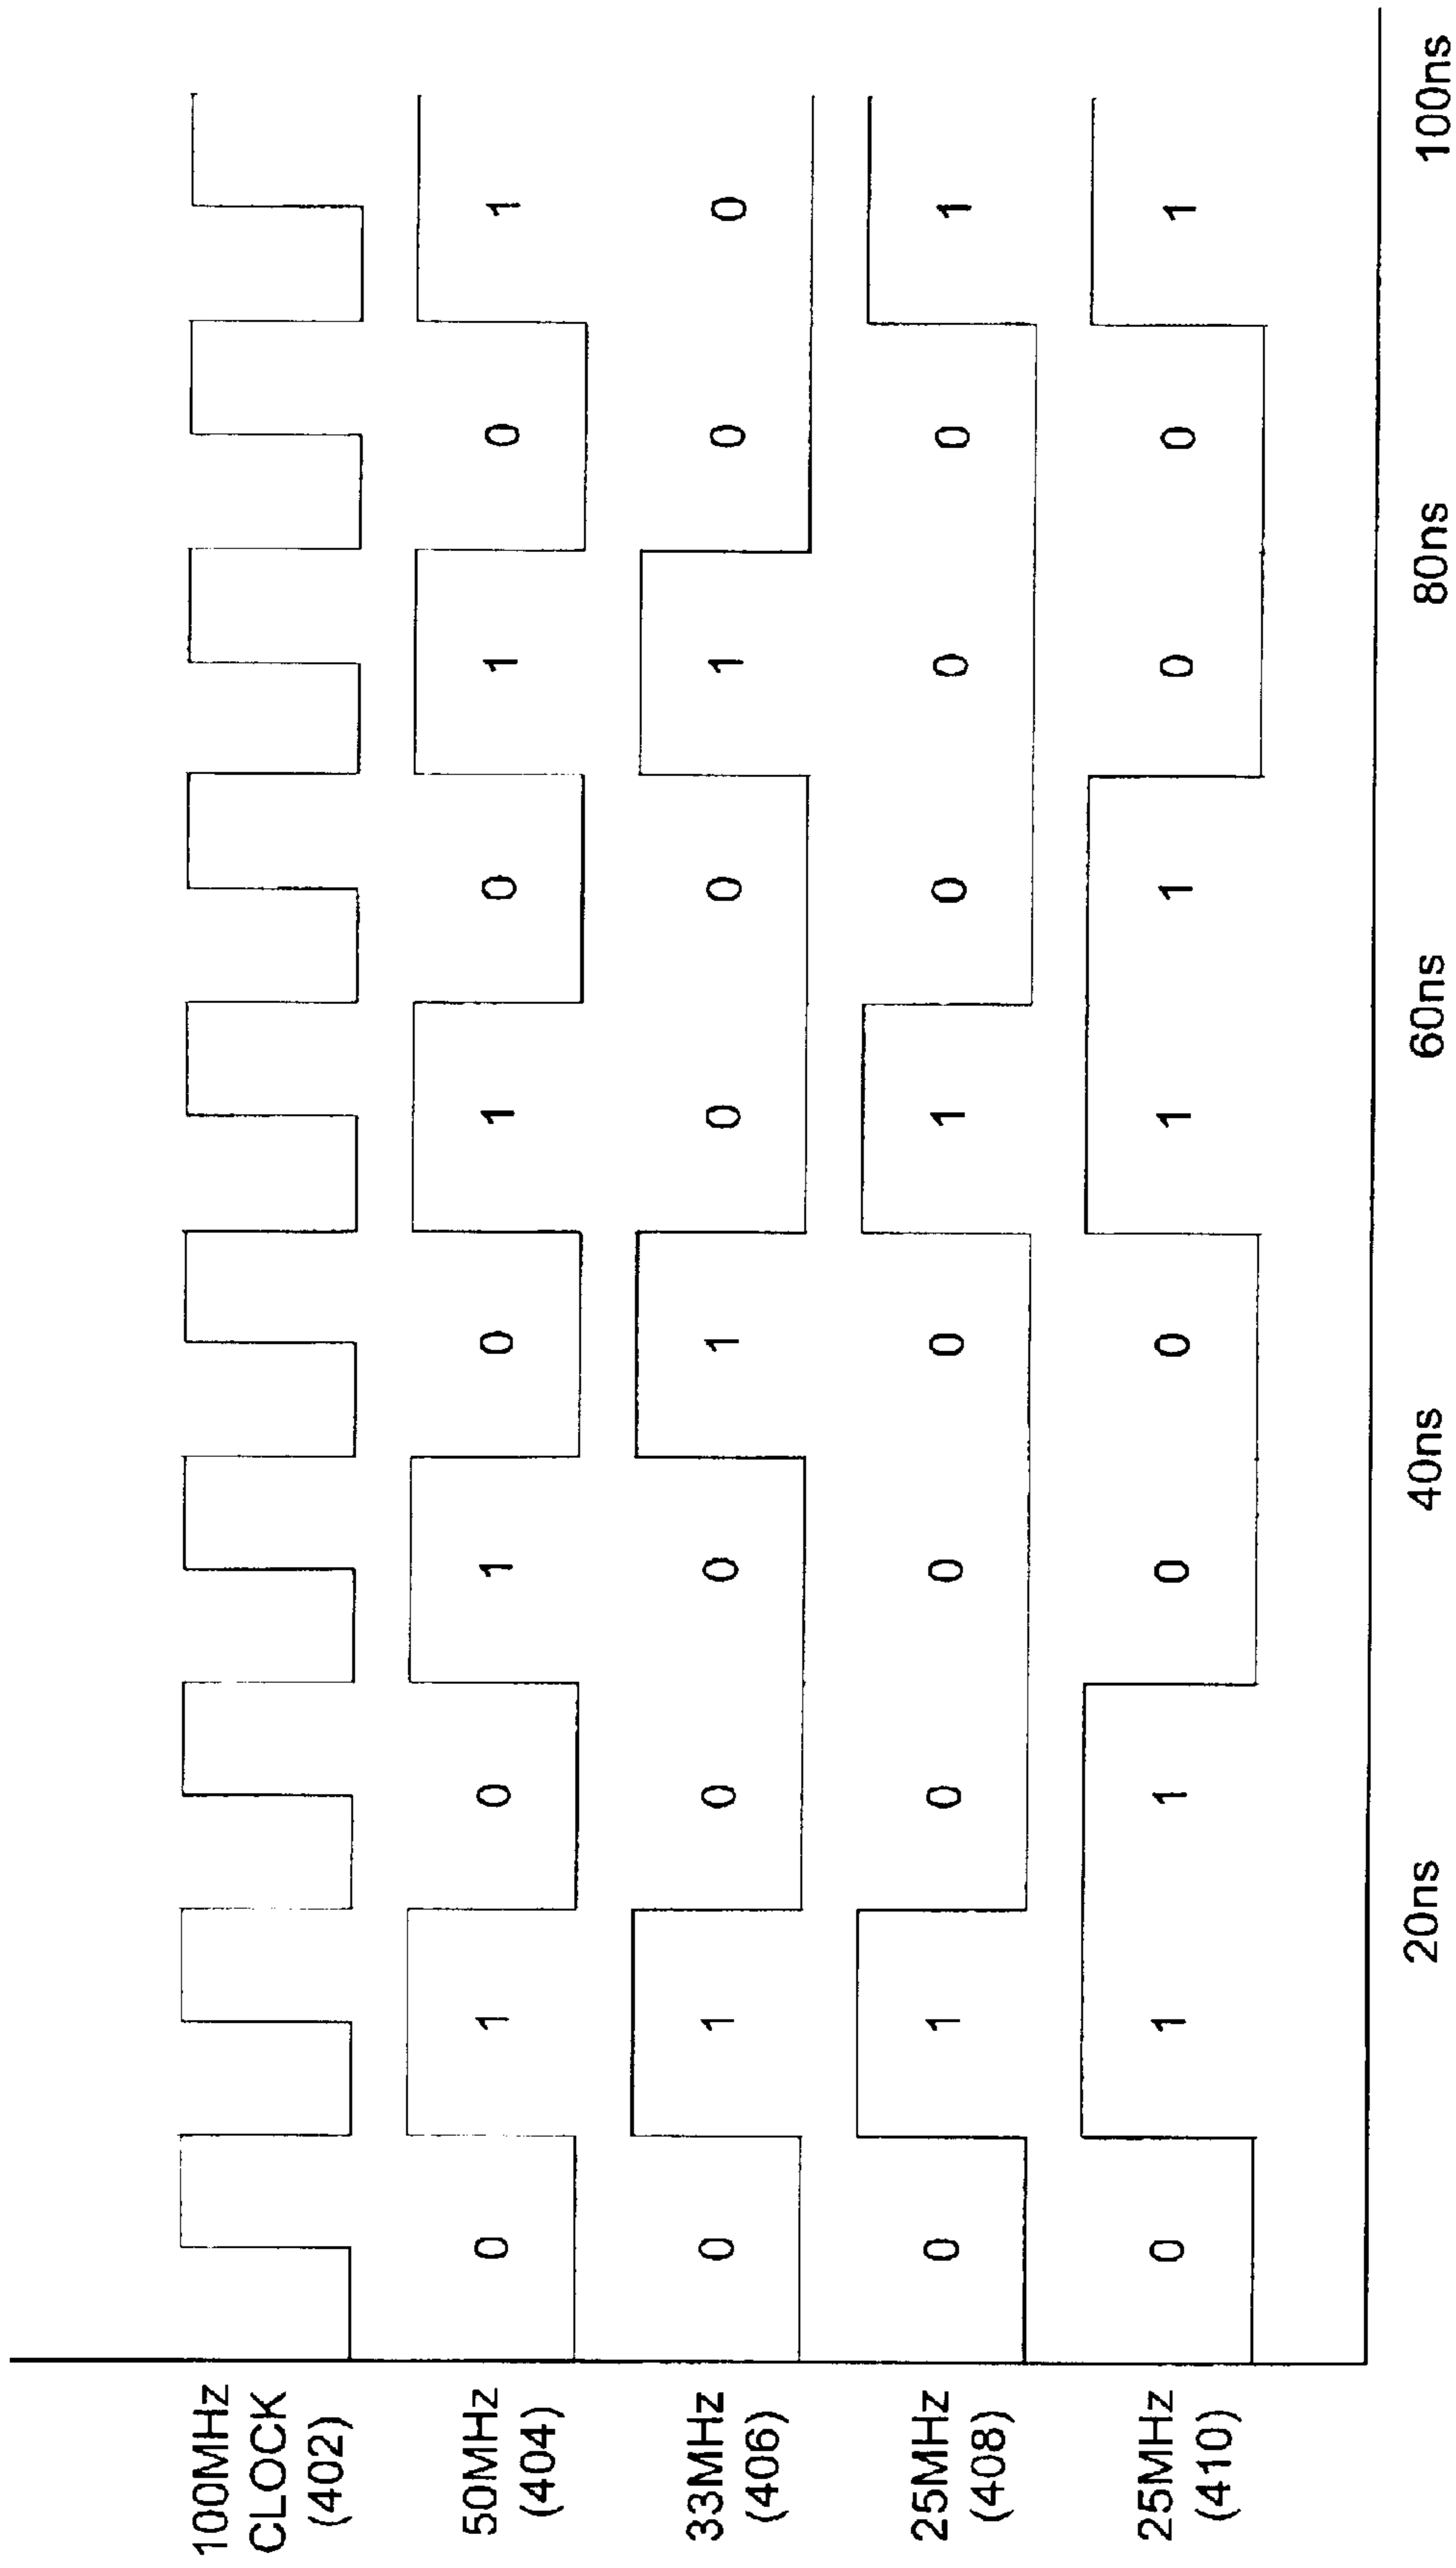 100MHz
CLOCK
(402)
50MHz
(404)
0 1 0 1 0 1 0 1 0 1
33MHz
(406)
0 1 0 0 1 0 0 1 0 0
25MHz
(408)
0 1 0 0 0 1 0 0 0 1
25MHz
(410)
0 1 1 0 0 1 1 0 0 1
20ns 40ns 60ns 80ns 100ns